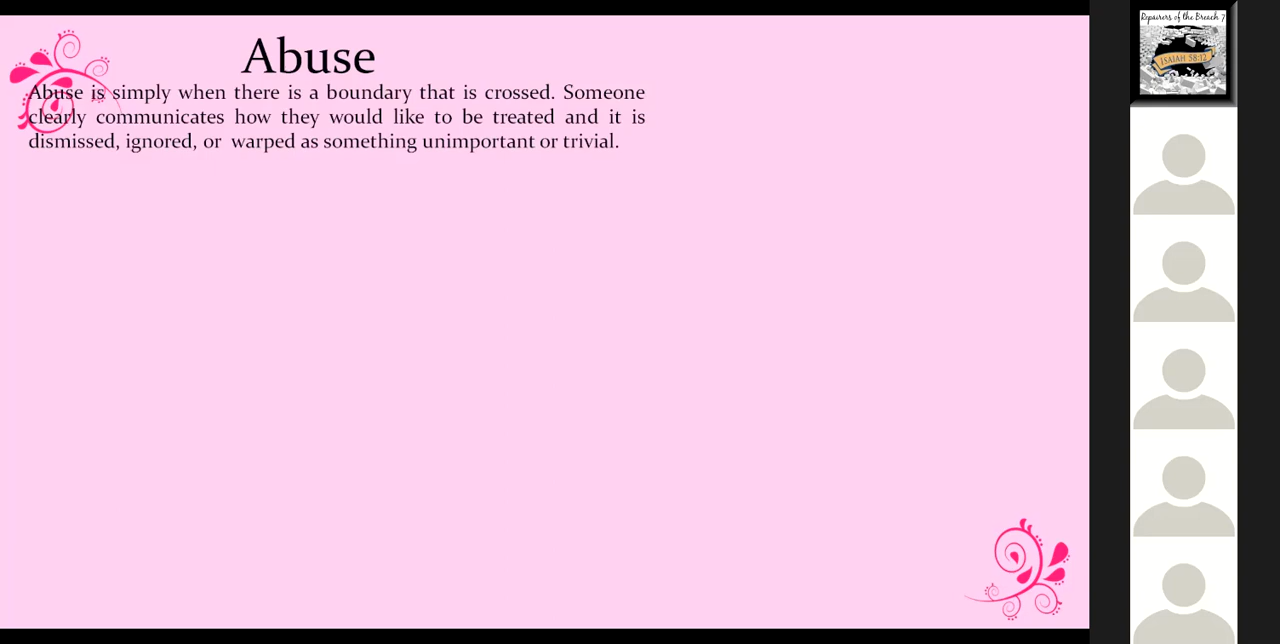 Abuse
Abuse is simply when there is a boundary that is crossed. Someone
clearly communicates how they would like to be treated and it is
dismissed, ignored, or warped as something unimportant or trivial.
Repairers of the Breach 7
ISAIAH 58:12